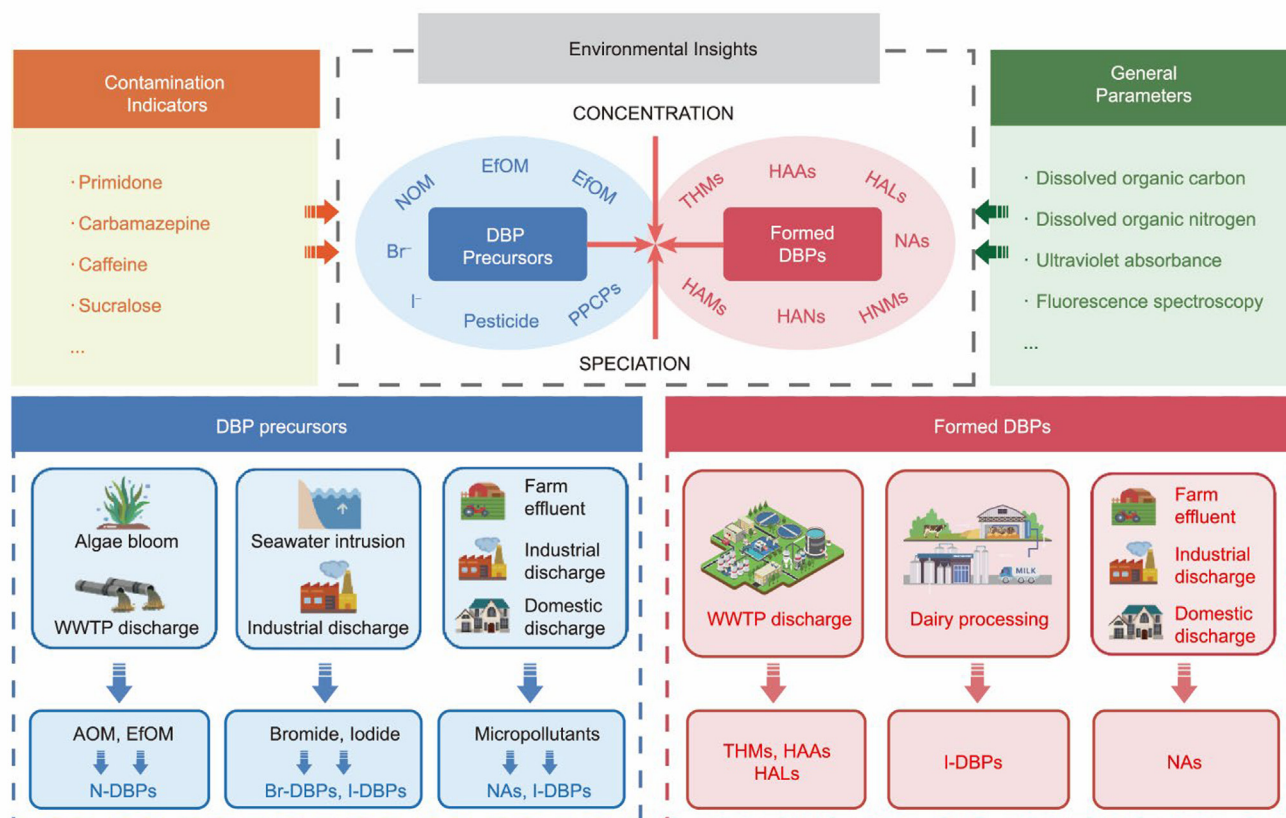 Environmental Insights
Contamination
Indicators
· Primidone
· Carbamazepine
· Caffeine
· Sucralose
...
CONCENTRATION
NOM
EfOM
EfOM
Br⁻
I⁻
Pesticide
PPCPs
DBP
Precursors
THMs
HAAs
HALs
NAs
HAMs
HANs
HNMs
Formed
DBPs
SPECIATION
General
Parameters
· Dissolved organic carbon
· Dissolved organic nitrogen
· Ultraviolet absorbance
· Fluorescence spectroscopy
...
DBP precursors
Algae bloom
WWTP discharge
Seawater intrusion
Industrial discharge
Farm
effluent
Industrial
discharge
Domestic
discharge
AOM, EfOM
N-DBPs
Bromide, Iodide
Br-DBPs, I-DBPs
Micropollutants
NAs, I-DBPs
Formed DBPs
WWTP discharge
MILK
Dairy processing
Farm
effluent
Industrial
discharge
Domestic
discharge
THMs, HAAs
HALs
I-DBPs
NAs